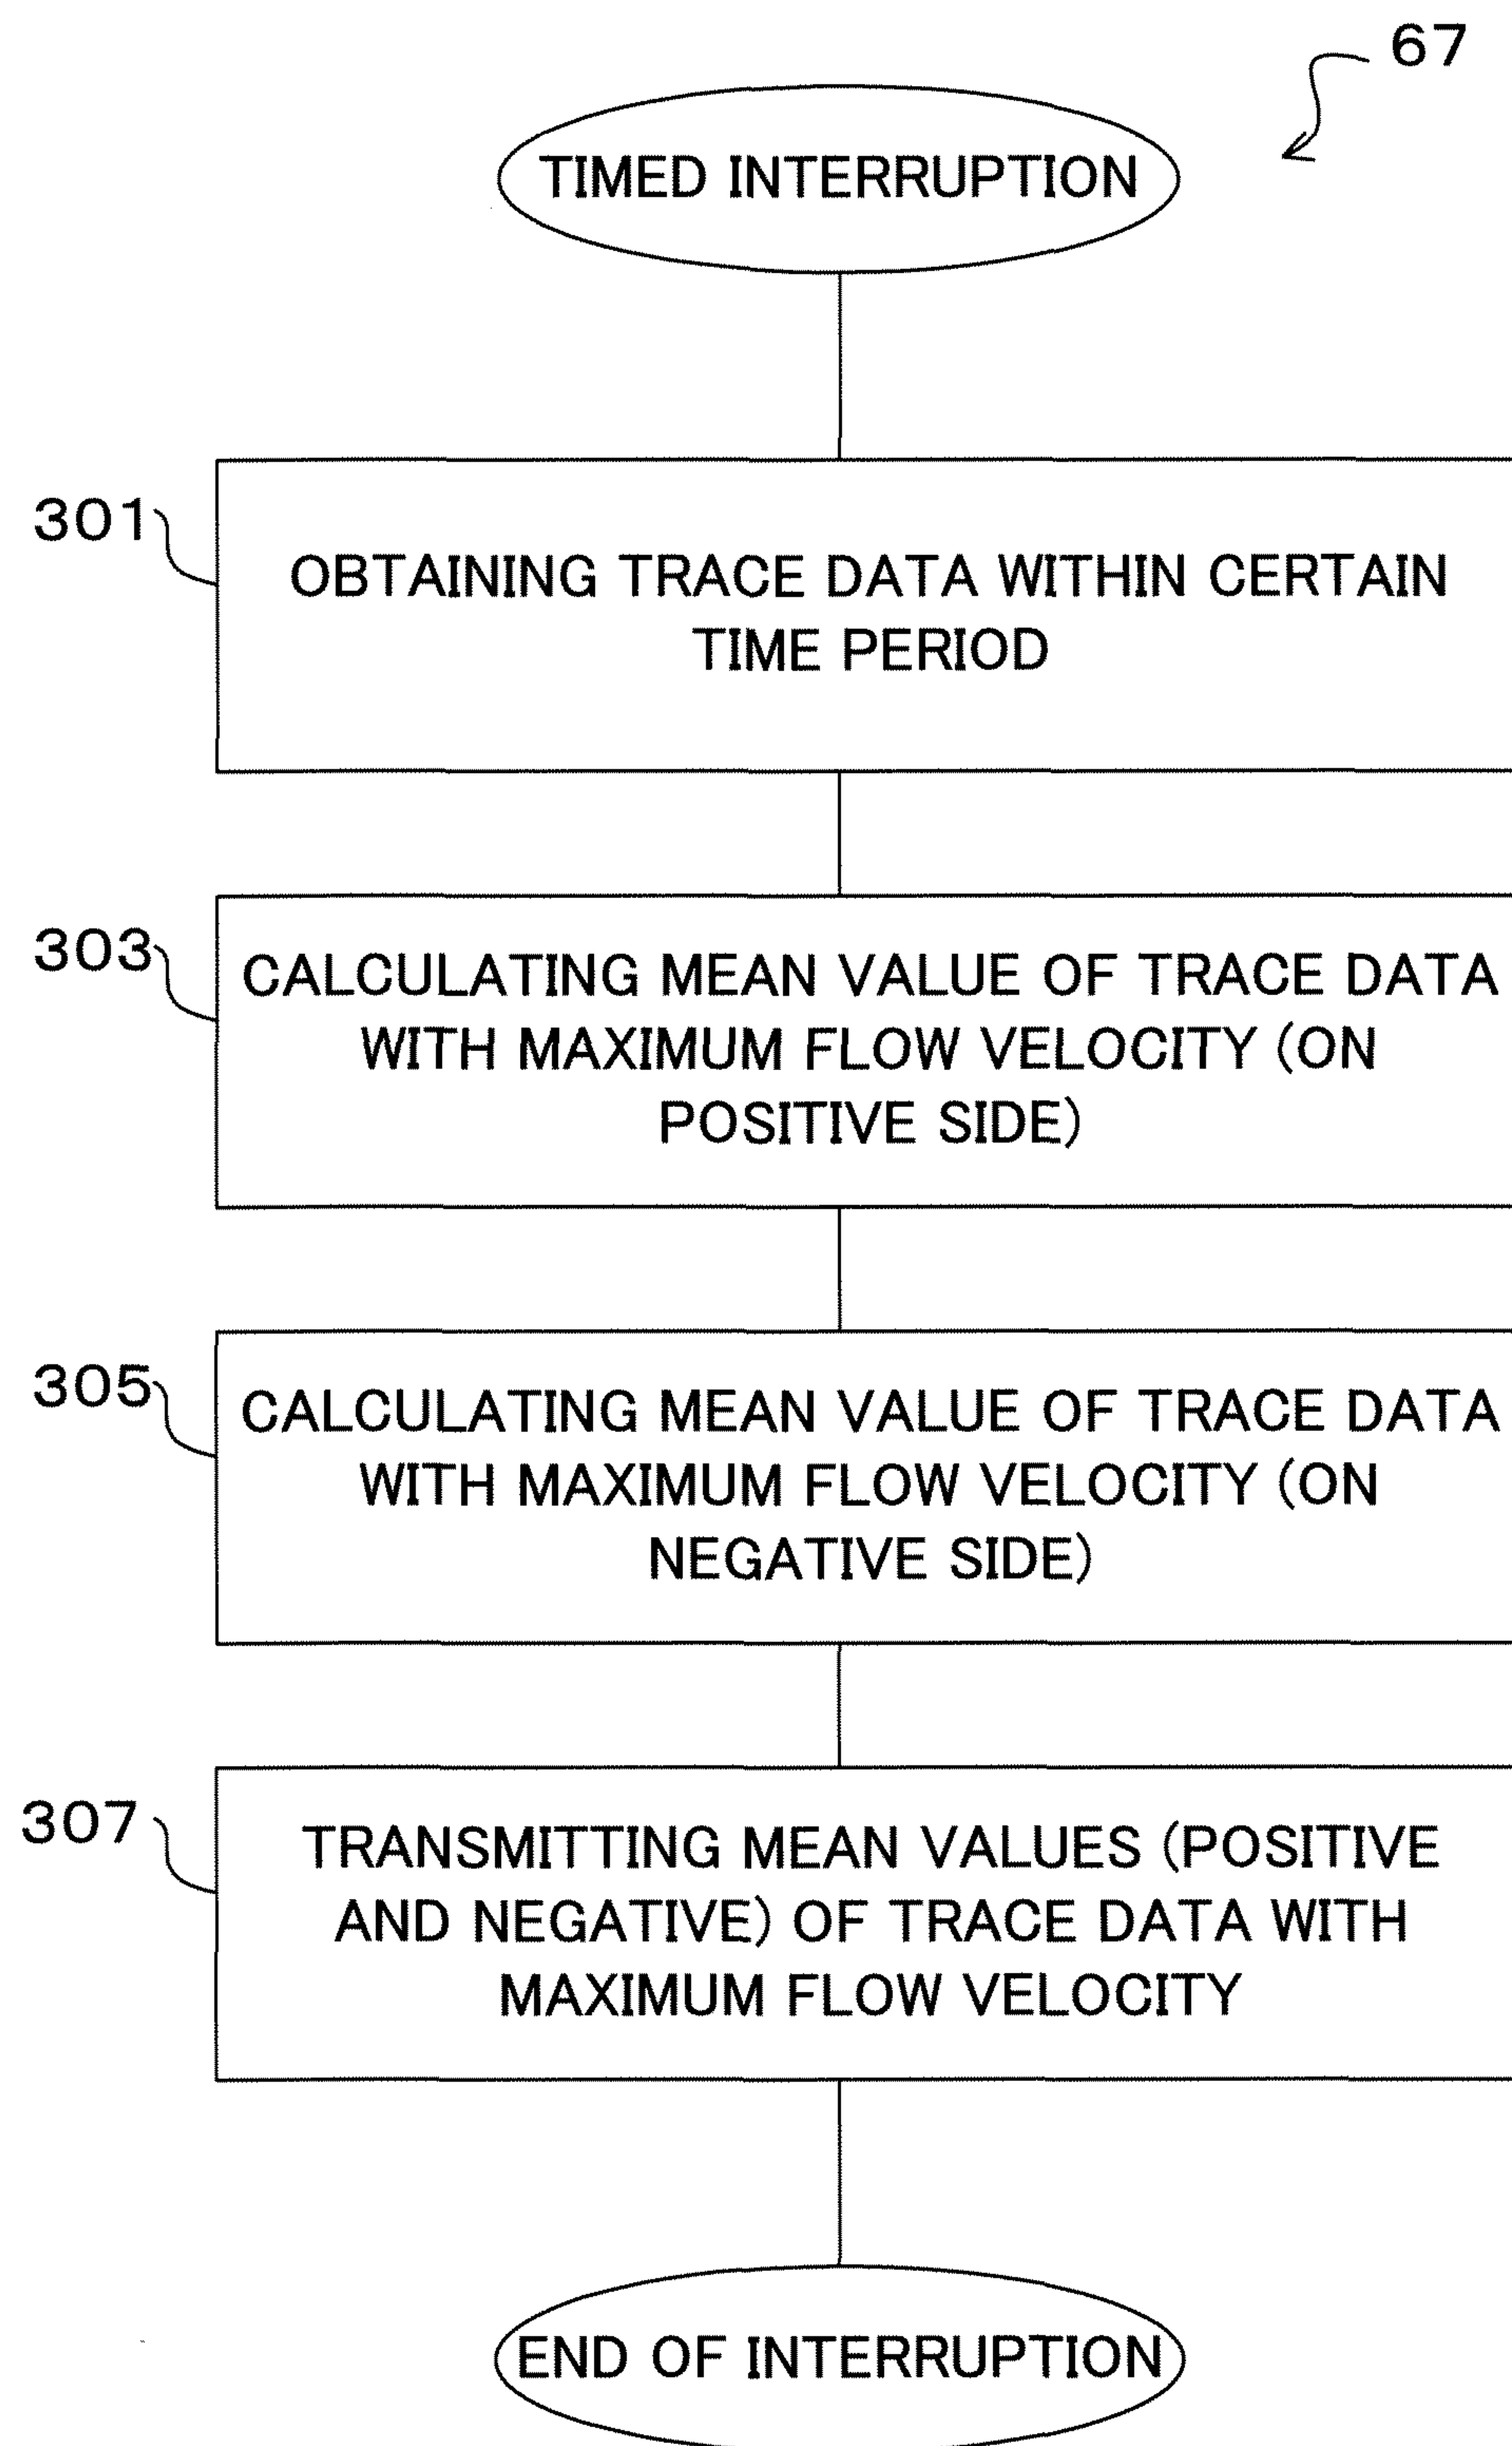 67
TIMED INTERRUPTION
301
OBTAINING TRACE DATA WITHIN CERTAIN
TIME PERIOD
303
CALCULATING MEAN VALUE OF TRACE DATA
WITH MAXIMUM FLOW VELOCITY (ON
POSITIVE SIDE)
305
CALCULATING MEAN VALUE OF TRACE DATA
WITH MAXIMUM FLOW VELOCITY (ON
NEGATIVE SIDE)
307
TRANSMITTING MEAN VALUES (POSITIVE
AND NEGATIVE) OF TRACE DATA WITH
MAXIMUM FLOW VELOCITY
END OF INTERRUPTION